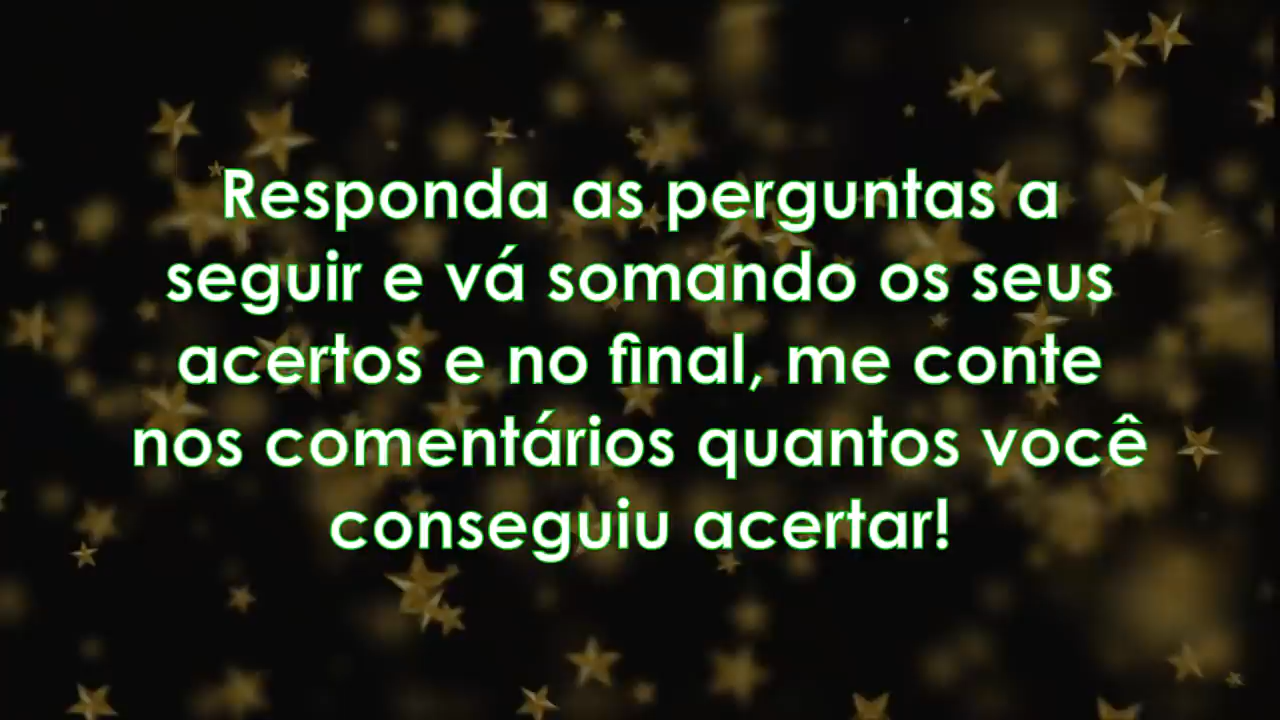 Responda as perguntas a
seguir e vá somando os seus
acertos e no final, me conte
nos comentários quantos você
conseguiu acertar!